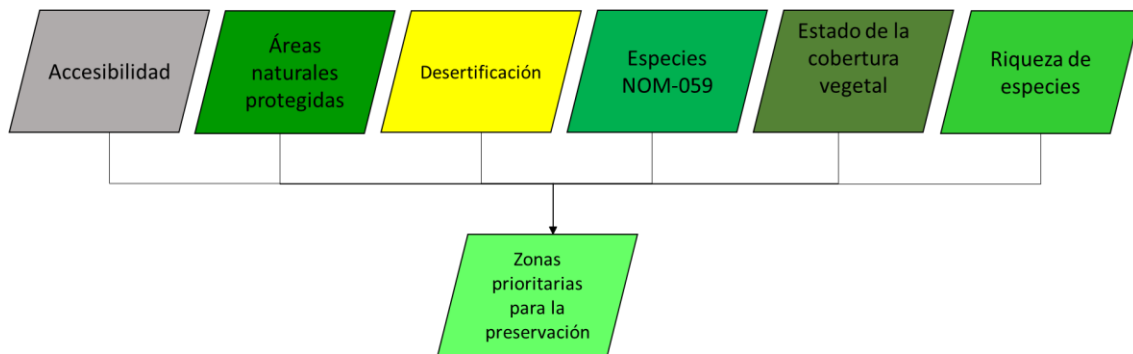 Accesibilidad
Áreas
naturales
protegidas
Desertificación
Especies
NOM-059
Estado de la
cobertura
vegetal
Riqueza de
especies
Zonas
prioritarias
para la
preservación